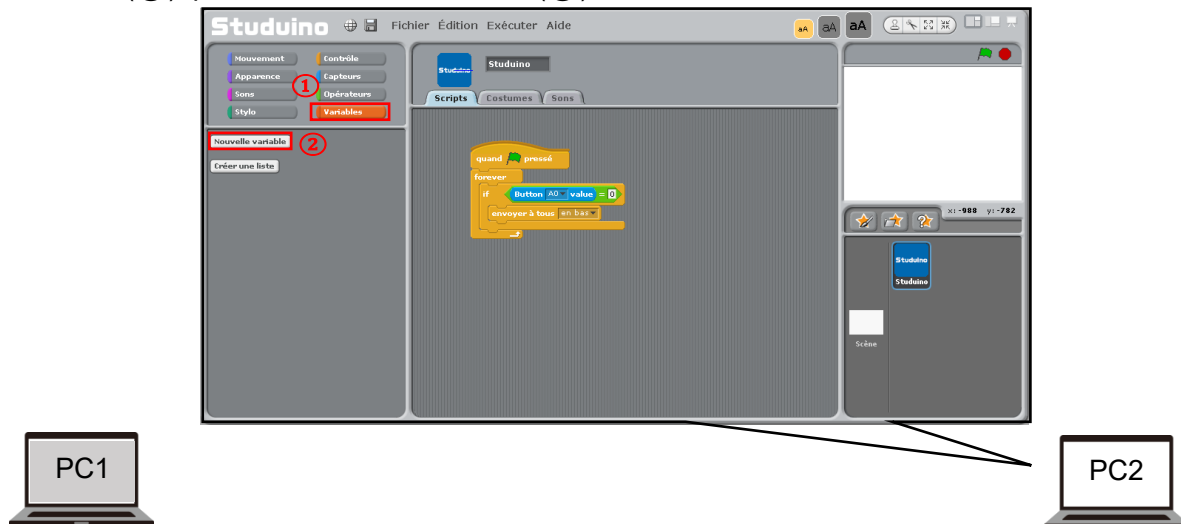 Studuino Fichier Édition Exécuter Aide aA aA aA
Mouvement Contrôle
Apparence Capteurs
Sons Opérateurs
Stylo Variables
①
Nouvelle variable ②
Créer une liste
Studuino
Studuino
Scripts Costumes Sons
quand pressé
forever
if Button A0 value = 0
envoyer à tous en bas
x: -988 y: -782
Studuino
Studuino
Scène
PC1
PC2